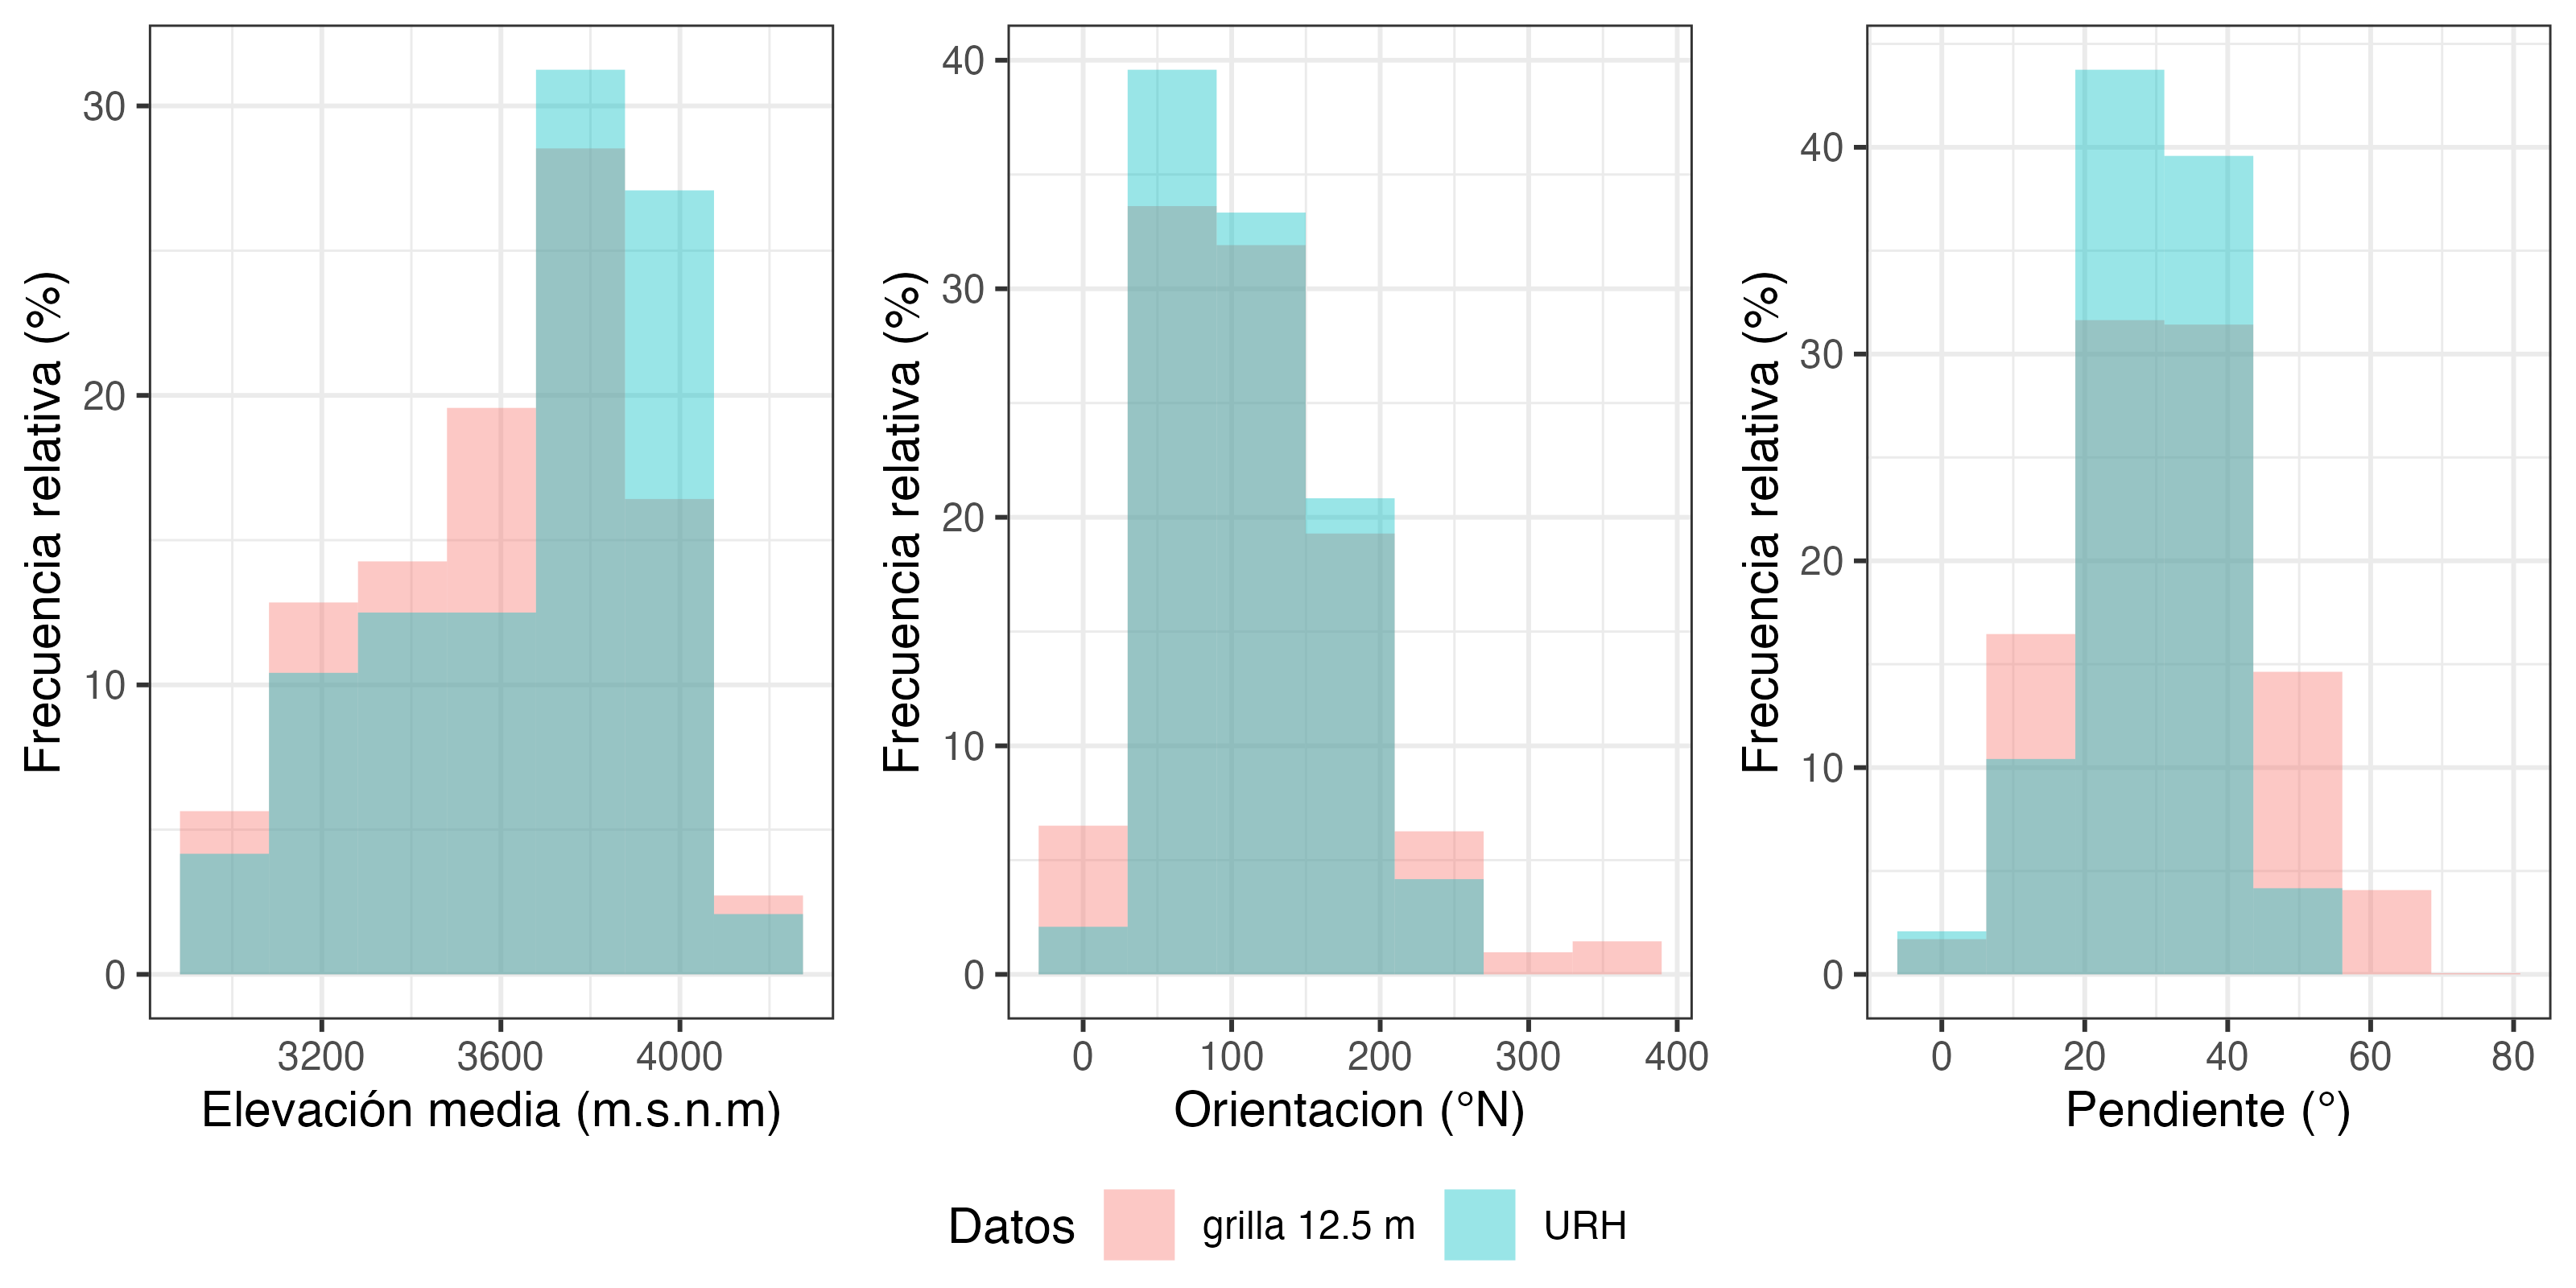 Frecuencia relativa (%)
30
20
10
0
3200 3600 4000
Elevación media (m.s.n.m)
Frecuencia relativa (%)
40
30
20
10
0
0 100 200 300 400
Orientacion (°N)
Frecuencia relativa (%)
40
30
20
10
0
0 20 40 60 80
Pendiente (°)
Datos grilla 12.5 m URH